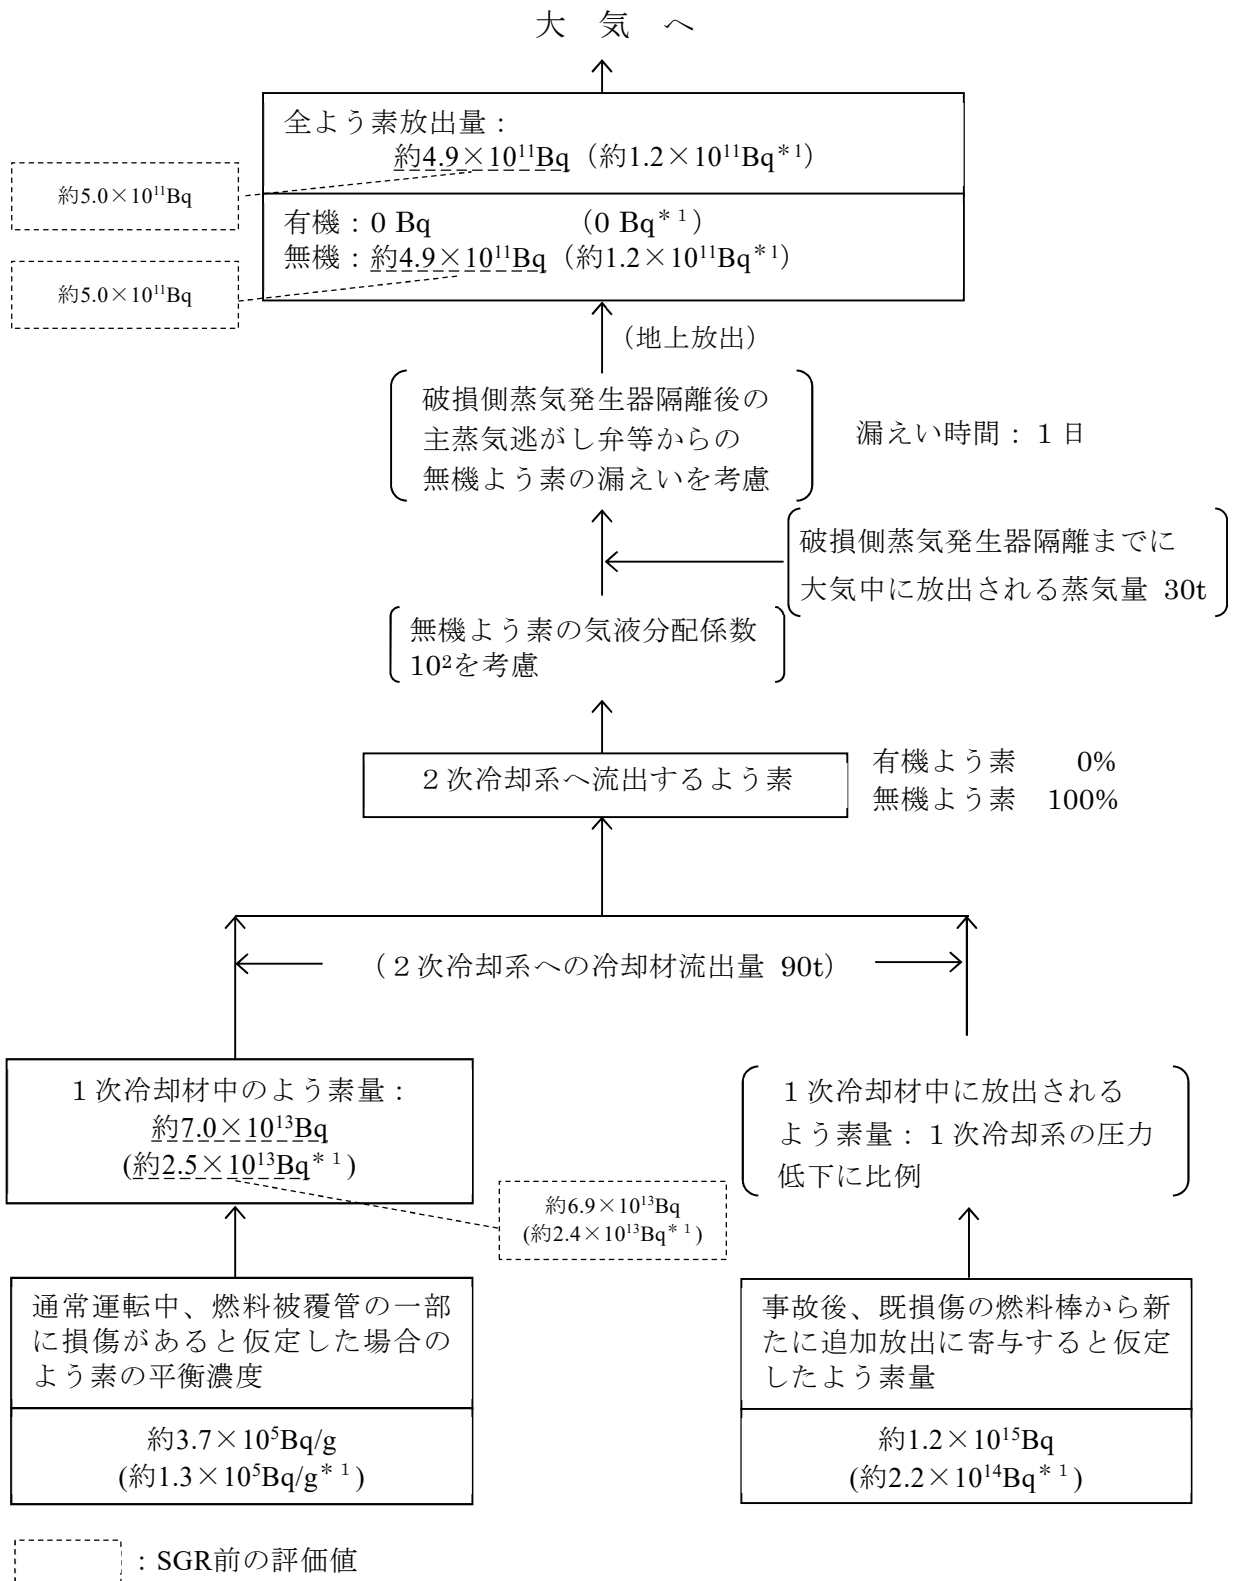 大 気 へ
全よう素放出量：
約4.9×10¹¹Bq（約1.2×10¹¹Bq*¹）
約5.0×10¹¹Bq
有機：0 Bq （0 Bq*¹）
無機：約4.9×10¹¹Bq（約1.2×10¹¹Bq*¹）
約5.0×10¹¹Bq
（地上放出）
破損側蒸気発生器隔離後の
主蒸気逃がし弁等からの
無機よう素の漏えいを考慮
漏えい時間：１日
破損側蒸気発生器隔離までに
大気中に放出される蒸気量 30t
無機よう素の気液分配係数
10²を考慮
２次冷却系へ流出するよう素
有機よう素 0%
無機よう素 100%
（２次冷却系への冷却材流出量 90t）
１次冷却材中のよう素量：
約7.0×10¹³Bq
(約2.5×10¹³Bq*¹)
約6.9×10¹³Bq
(約2.4×10¹³Bq*¹)
１次冷却材中に放出される
よう素量：１次冷却系の圧力
低下に比例
通常運転中、燃料被覆管の一部
に損傷があると仮定した場合の
よう素の平衡濃度
約3.7×10⁵Bq/g
(約1.3×10⁵Bq/g*¹)
事故後、既損傷の燃料棒から新
たに追加放出に寄与すると仮定
したよう素量
約1.2×10¹⁵Bq
(約2.2×10¹⁴Bq*¹)
：SGR前の評価値